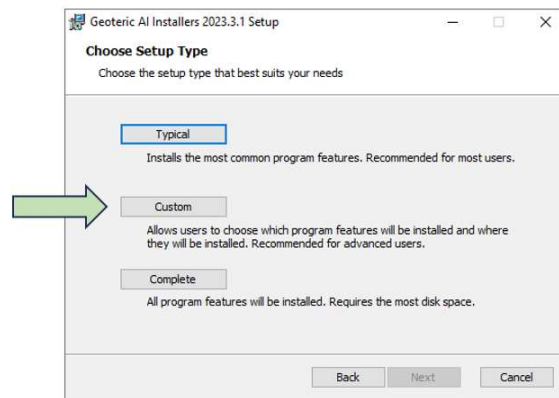 Geoteric AI Installers 2023.3.1 Setup
Choose Setup Type
Choose the setup type that best suits your needs
Typical
Installs the most common program features. Recommended for most users.
Custom
Allows users to choose which program features will be installed and where
they will be installed. Recommended for advanced users.
Complete
All program features will be installed. Requires the most disk space.
Back Next Cancel